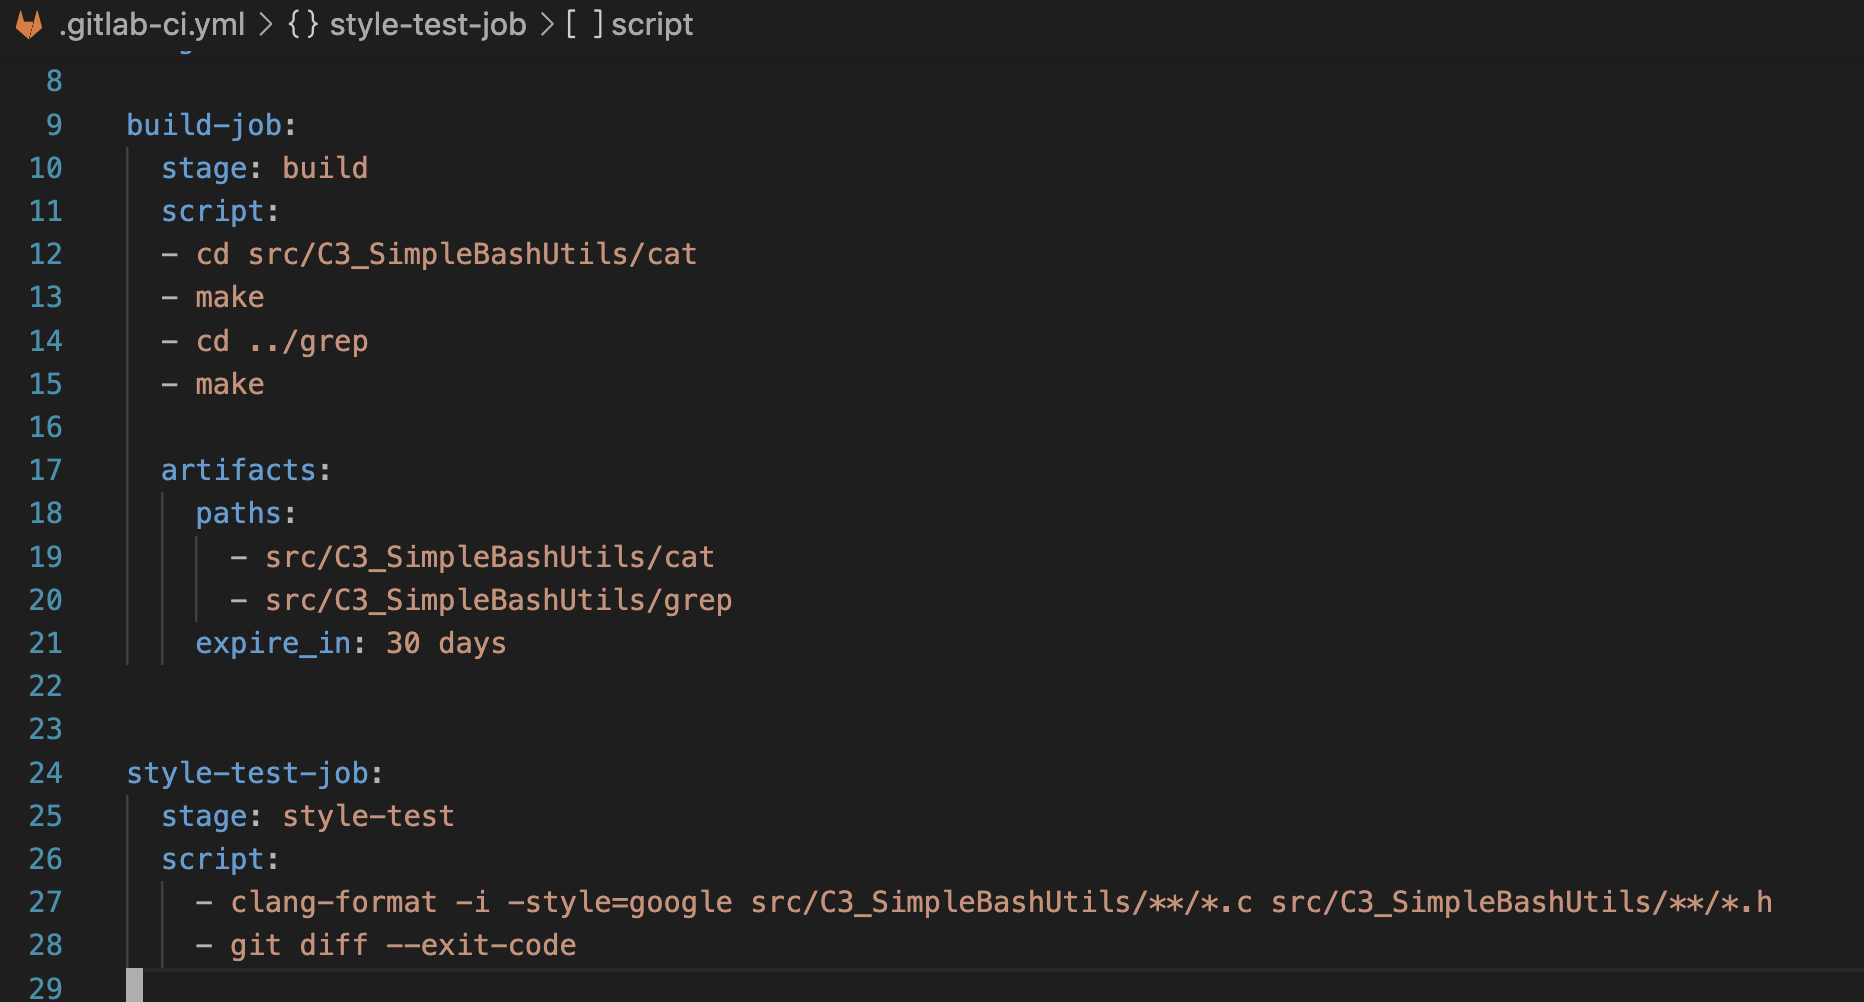 .gitlab-ci.yml > {} style-test-job > [ ] script
8
9 build-job:
10 stage: build
11 script:
12 - cd src/C3_SimpleBashUtils/cat
13 - make
14 - cd ../grep
15 - make
16
17 artifacts:
18 paths:
19 - src/C3_SimpleBashUtils/cat
20 - src/C3_SimpleBashUtils/grep
21 expire_in: 30 days
22
23
24 style-test-job:
25 stage: style-test
26 script:
27 - clang-format -i -style=google src/C3_SimpleBashUtils/**/*.c src/C3_SimpleBashUtils/**/*.h
28 - git diff --exit-code
29